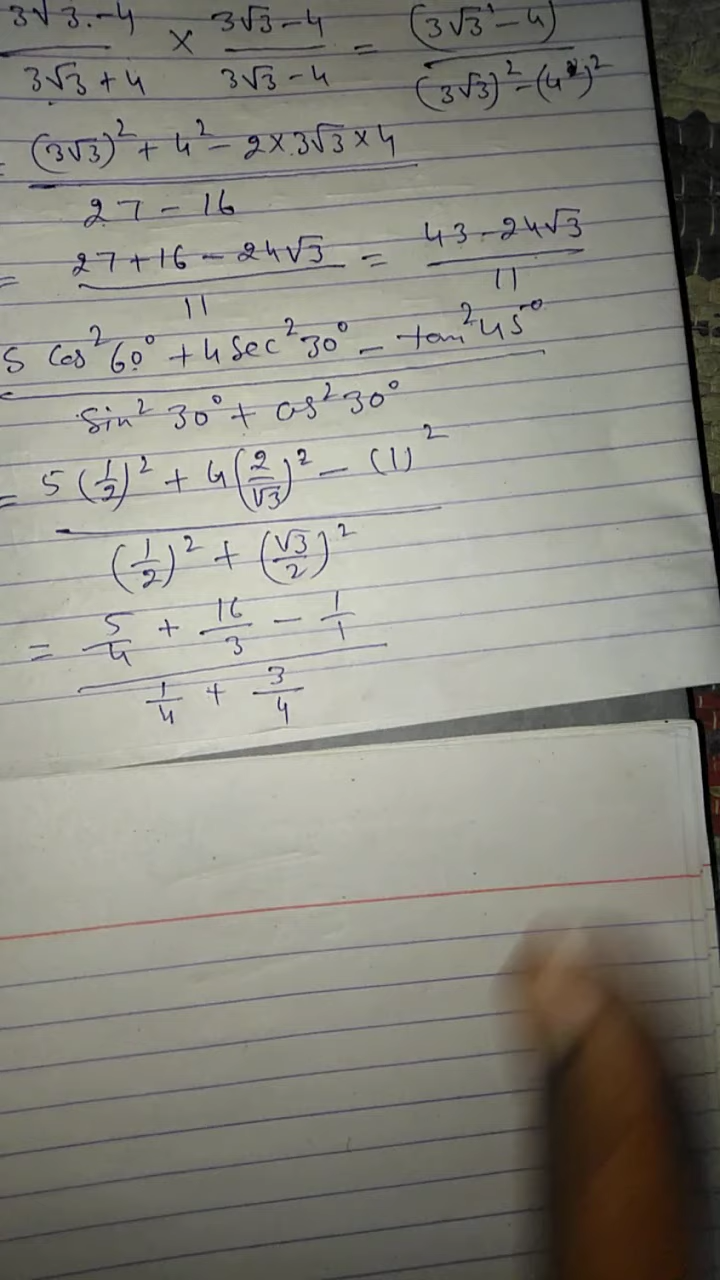 3√3 - 4 / 3√3 + 4 × 3√3 - 4 / 3√3 - 4 = (3√3 - 4) / (3√3)² - (4)²
= (3√3)² + 4² - 2×3√3×4 / 27 - 16
= 27 + 16 - 24√3 / 11 = 43 - 24√3 / 11
5 cos² 60° + 4 sec² 30° - tan² 45° / sin² 30° + cos² 30°
= 5(1/2)² + 4(2/√3)² - (1)² / (1/2)² + (√3/2)²
= 5/4 + 16/3 - 1/1 / 1/4 + 3/4